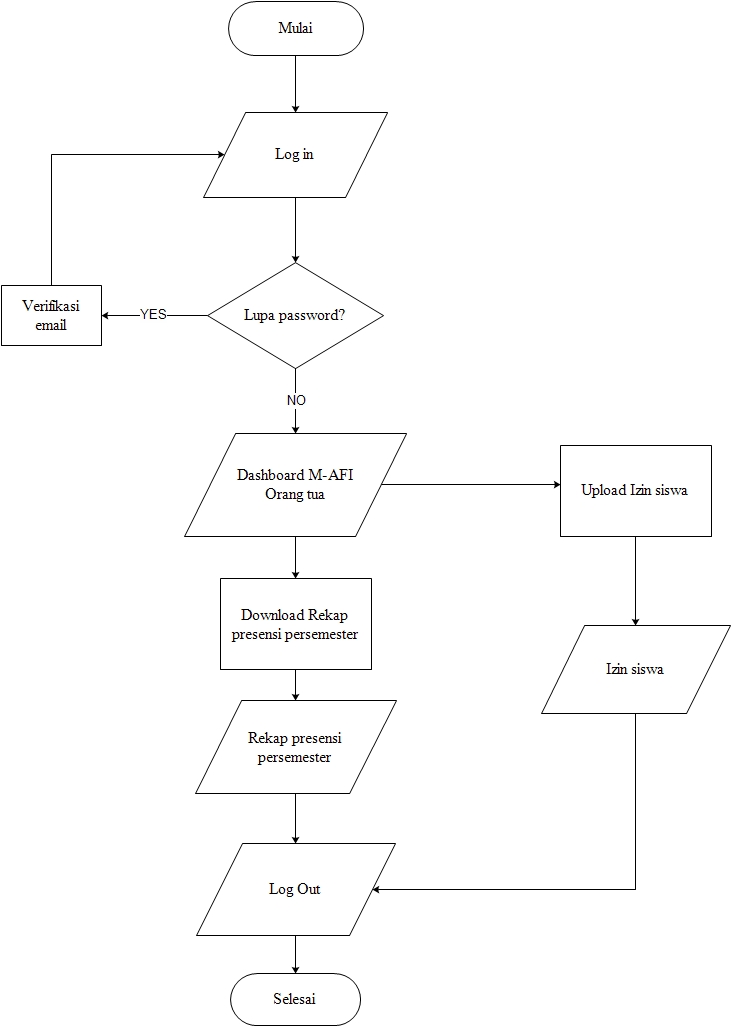 Mulai
Log in
Verifikasi
email
YES
Lupa password?
NO
Dashboard M-AFI
Orang tua
Upload Izin siswa
Download Rekap
presensi persemester
Izin siswa
Rekap presensi
persemester
Log Out
Selesai